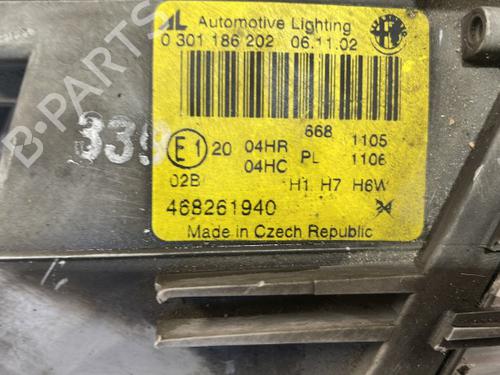 AL Automotive Lighting
0 301 186 202 06.11.02
668 1105
E1 20 04HR PL 1106
04HC
02B H1 H7 H6W
468261940
Made in Czech Republic
339
B-PARTS